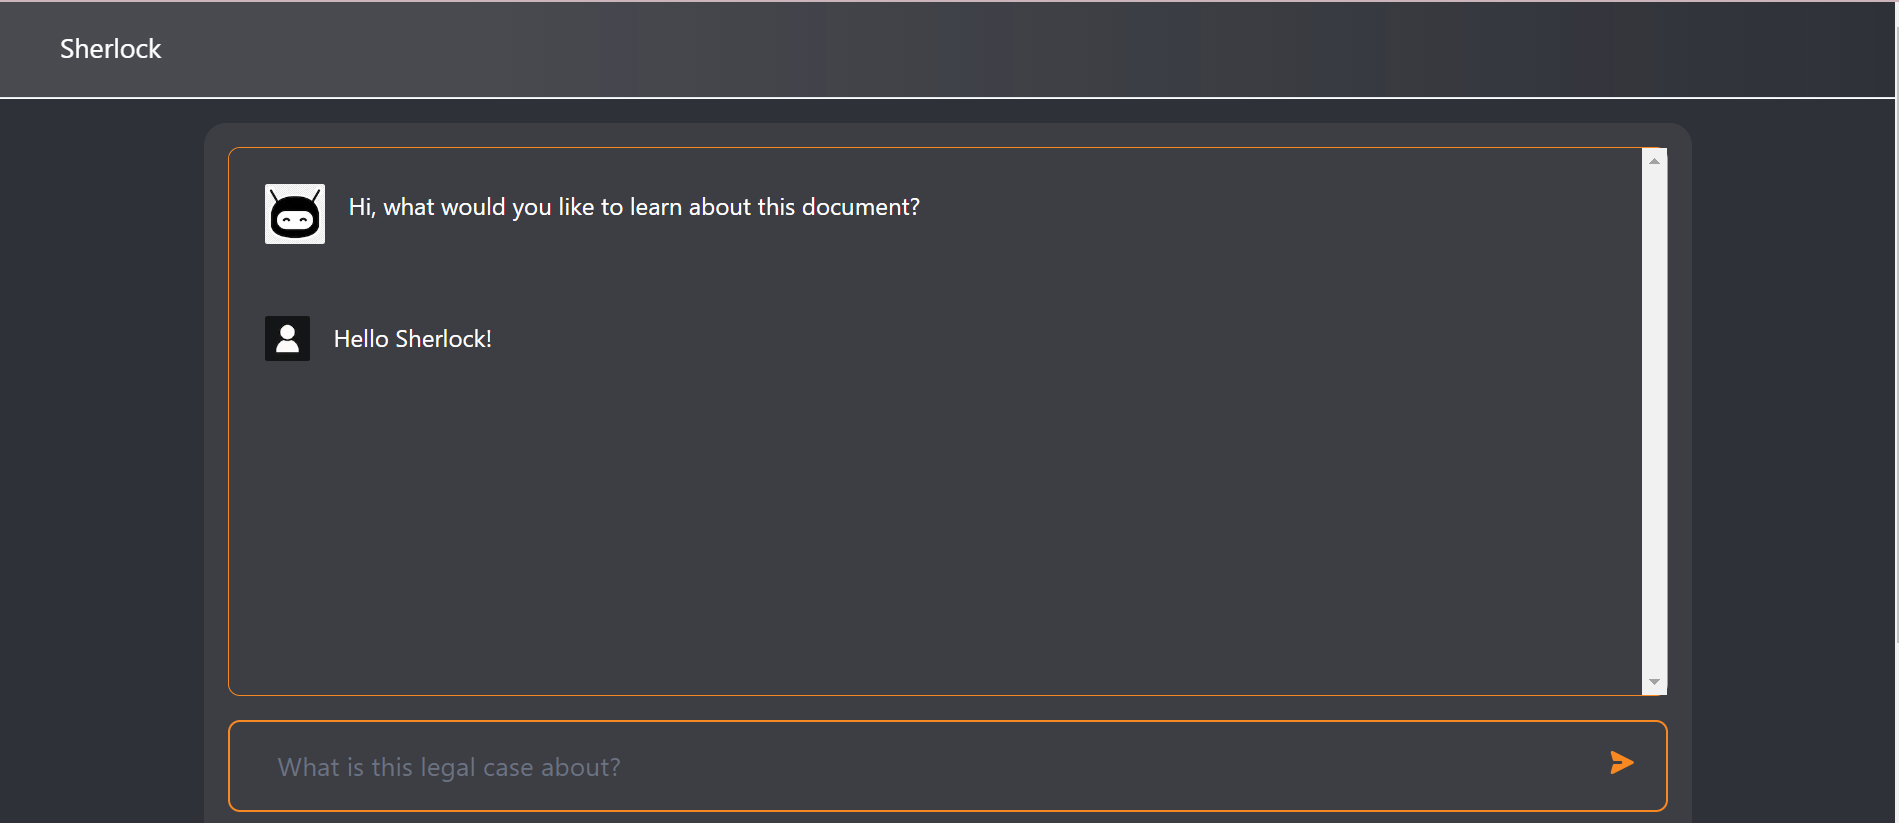 Sherlock
Hi, what would you like to learn about this document?
Hello Sherlock!
What is this legal case about?